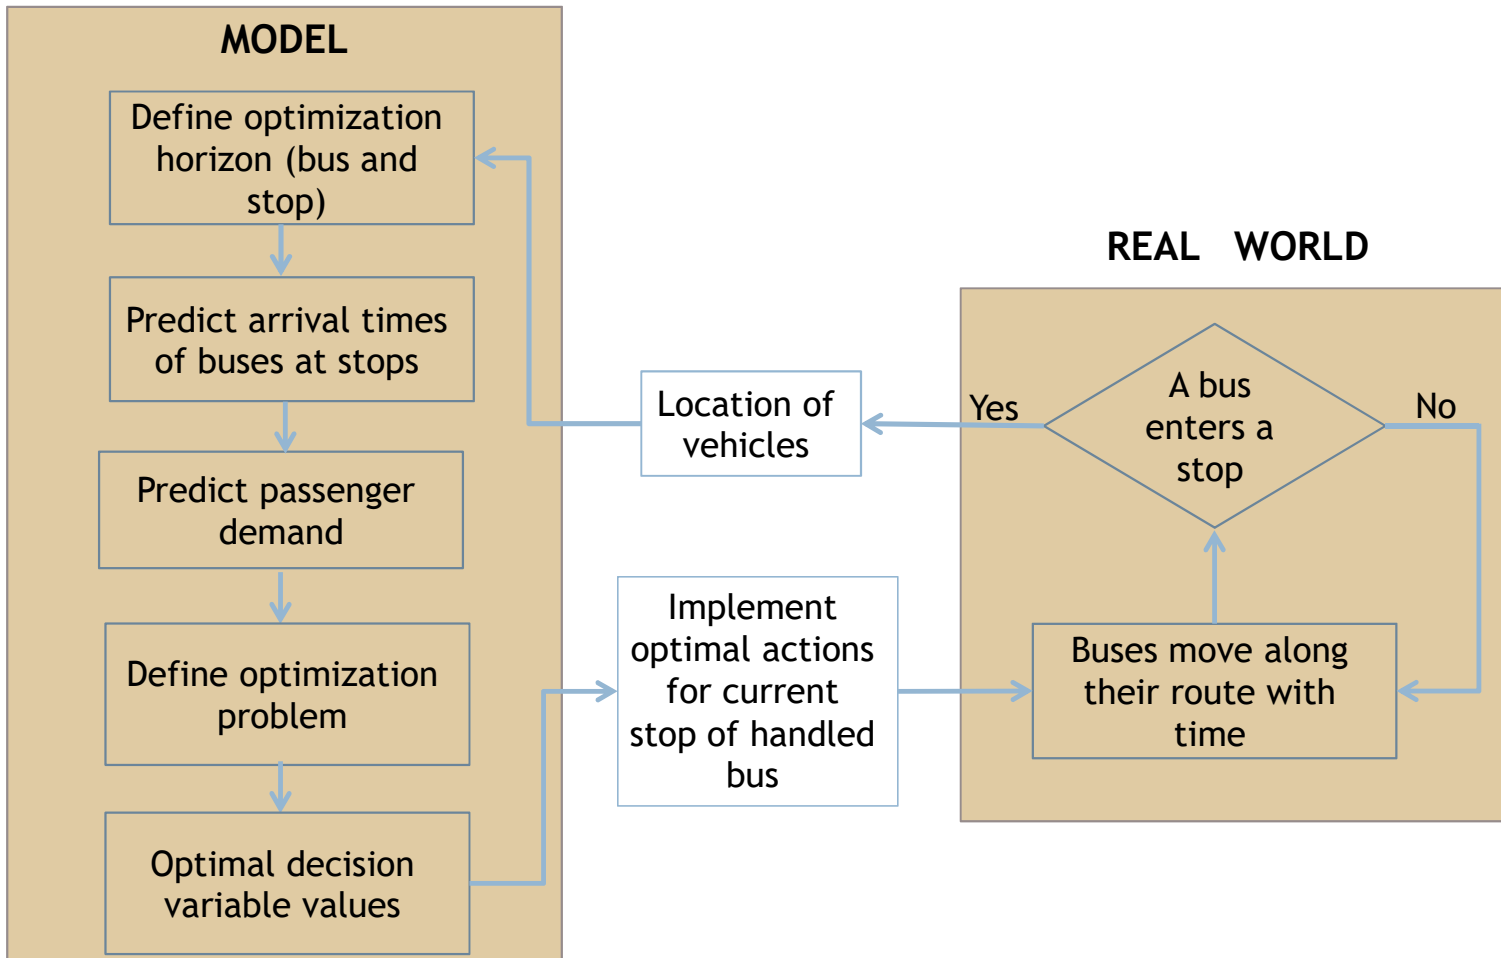 MODEL
Define optimization
horizon (bus and
stop)
Predict arrival times
of buses at stops
Predict passenger
demand
Define optimization
problem
Optimal decision
variable values
Location of
vehicles
Implement
optimal actions
for current
stop of handled
bus
REAL WORLD
A bus
enters a
stop
Yes
No
Buses move along
their route with
time